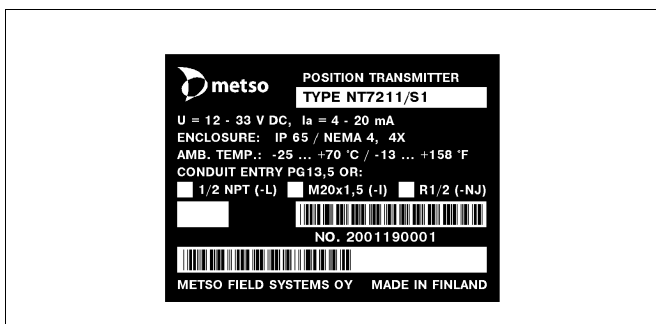 metso
POSITION TRANSMITTER
TYPE NT7211/S1
U = 12 - 33 V DC, Ia = 4 - 20 mA
ENCLOSURE: IP 65 / NEMA 4, 4X
AMB. TEMP.: -25 ... +70 °C / -13 ... +158 °F
CONDUIT ENTRY PG13,5 OR:
1/2 NPT (-L) M20x1,5 (-I) R1/2 (-NJ)
NO. 2001190001
METSO FIELD SYSTEMS OY MADE IN FINLAND